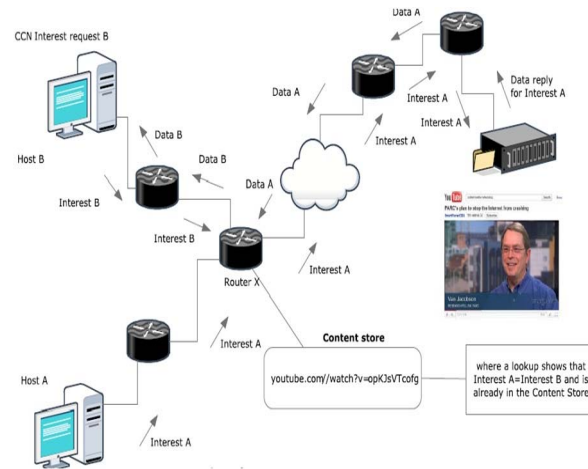 Data A
CCN Interest request B
Data A
Data B
Interest A
Data reply
for Interest A
Interest A
Interest A
Host B
Data B
Data A
Interest B
Interest B
Router X
Interest A
You Tube
PARC's plan to stop the Internet from crashing
Van Jacobson
Interest A
Content store
youtube.com//watch?v=opKJsVTcofg
where a lookup shows that
Interest A=Interest B and is
already in the Content Store
Host A
Interest A